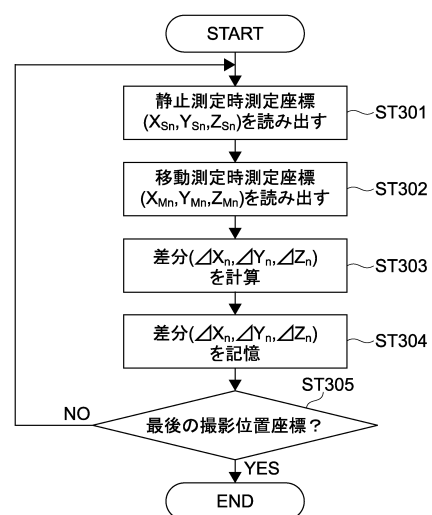 START
静止測定時測定座標
(XSn,YSn,ZSn)を読み出す
ST301
移動測定時測定座標
(XMn,YMn,ZMn)を読み出す
ST302
差分(⊿Xn,⊿Yn,⊿Zn)
を計算
ST303
差分(⊿Xn,⊿Yn,⊿Zn)
を記憶
ST304
ST305
NO
最後の撮影位置座標？
YES
END